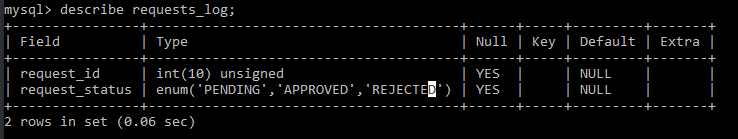 mysql> describe requests_log;
+----------------+---------------------------------------+------+-----+---------+-------+
| Field          | Type                                  | Null | Key | Default | Extra |
+----------------+---------------------------------------+------+-----+---------+-------+
| request_id     | int(10) unsigned                      | YES  |     | NULL    |       |
| request_status | enum('PENDING','APPROVED','REJECTED') | YES  |     | NULL    |       |
+----------------+---------------------------------------+------+-----+---------+-------+
2 rows in set (0.06 sec)